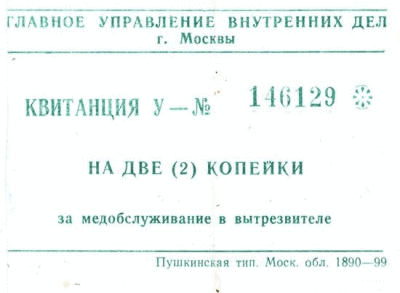 ГЛАВНОЕ УПРАВЛЕНИЕ ВНУТРЕННИХ ДЕЛ
г. Москвы
КВИТАНЦИЯ У—№ 146129
НА ДВЕ (2) КОПЕЙКИ
за медобслуживание в вытрезвителе
Пушкинская тип. Моск. обл. 1890—99